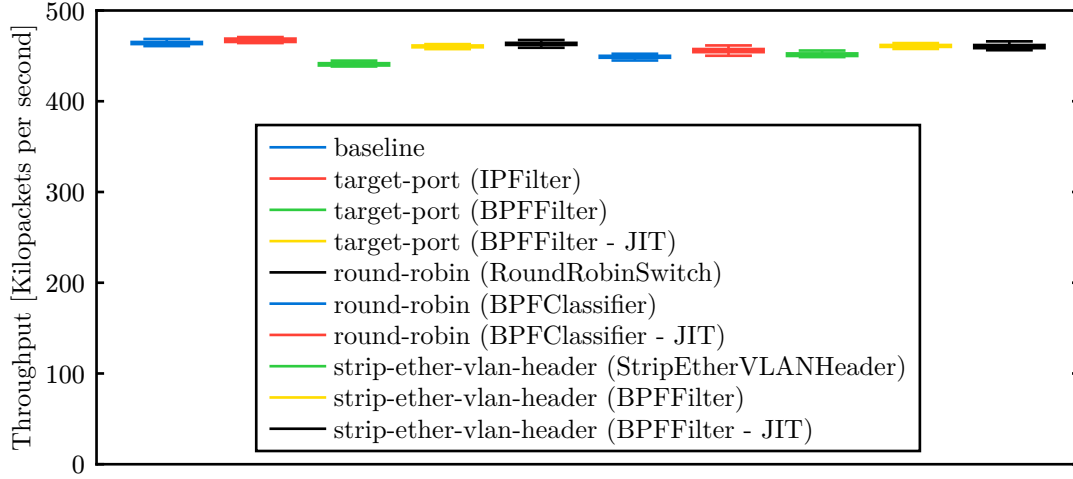 Throughput [Kilopackets per second]
500
400
300
200
100
0
baseline
target-port (IPFilter)
target-port (BPFFilter)
target-port (BPFFilter - JIT)
round-robin (RoundRobinSwitch)
round-robin (BPFClassifier)
round-robin (BPFClassifier - JIT)
strip-ether-vlan-header (StripEtherVLANHeader)
strip-ether-vlan-header (BPFFilter)
strip-ether-vlan-header (BPFFilter - JIT)